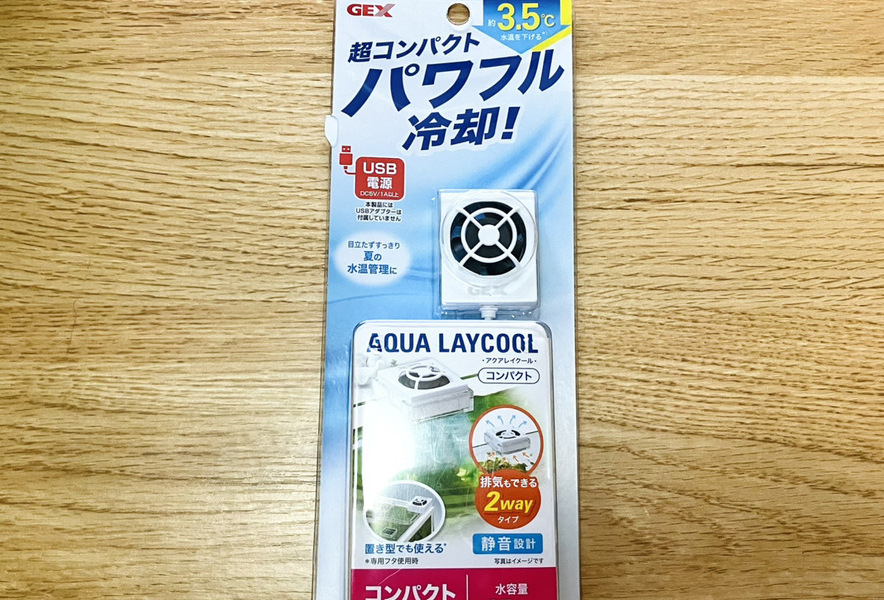 GEX
約3.5℃
水温を下げる*
超コンパクト
パワフル
冷却!
USB
電源
DC5V/1A以上
本製品には
USBアダプターは
付属していません
目立たずすっきり
夏の
水温管理に
GEX
AQUA LAYCOOL
・アクアレイクール・
コンパクト
排気もできる
2way
タイプ
置き型でも使える*
*専用フタ使用時
静音設計
写真はイメージです
コンパクト
水容量